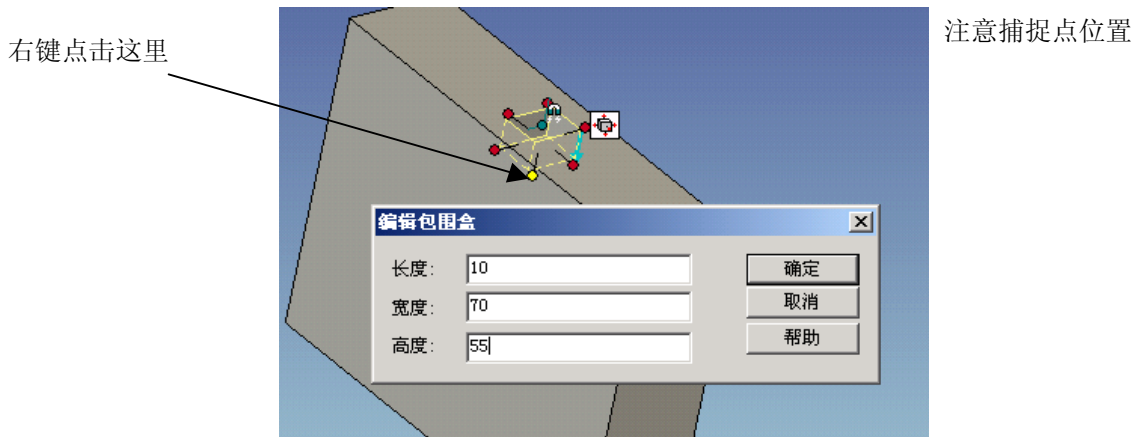 注意捕捉点位置
右键点击这里
编辑包围盒
长度: 10 确定
宽度: 70 取消
高度: 55 帮助